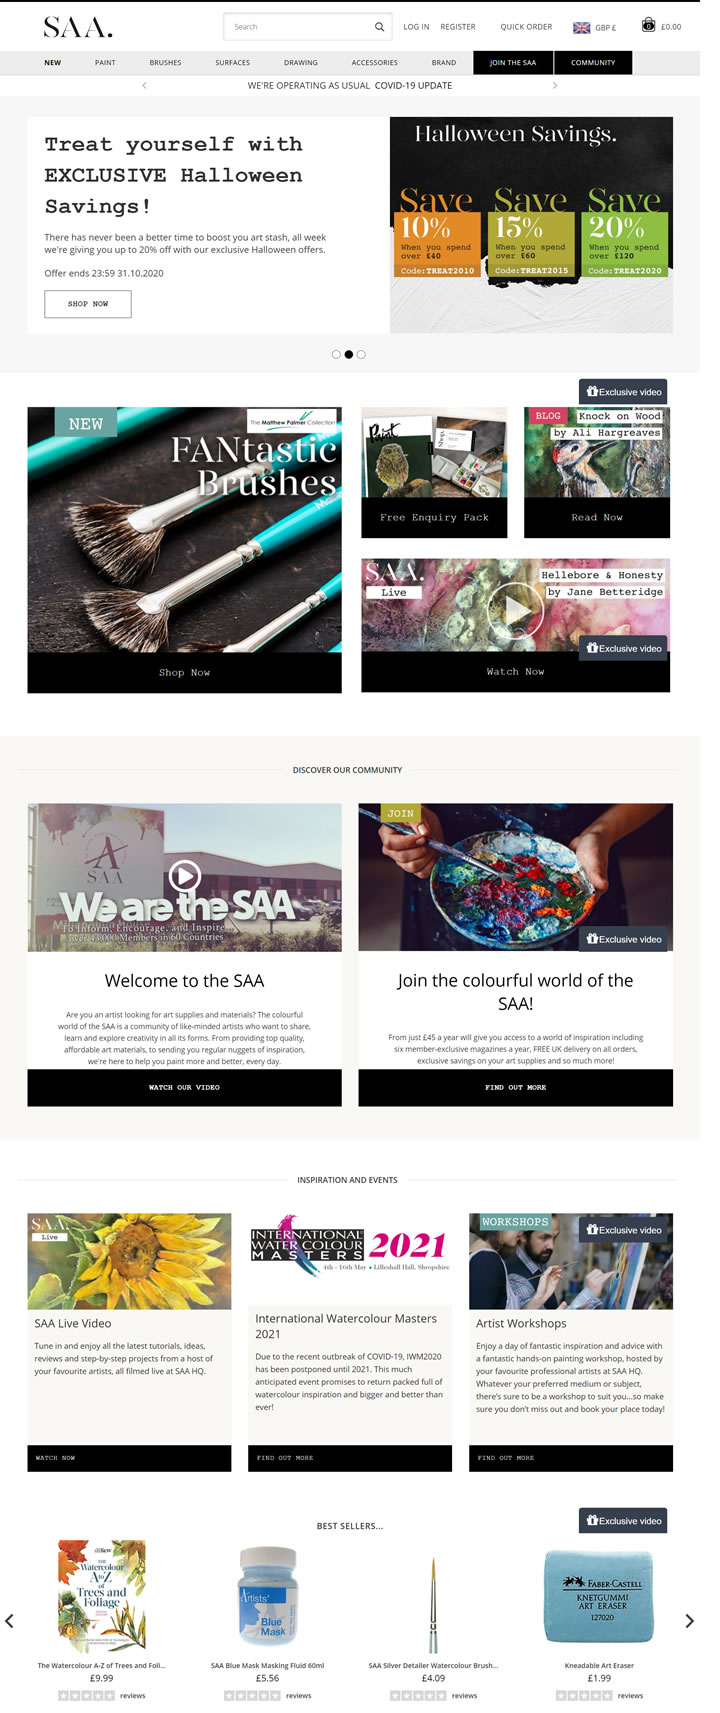 SAA.
Search
LOG IN
REGISTER
QUICK ORDER
GBP £
0
£0.00
NEW
PAINT
BRUSHES
SURFACES
DRAWING
ACCESSORIES
BRAND
JOIN THE SAA
COMMUNITY
WE'RE OPERATING AS USUAL COVID-19 UPDATE
Treat yourself with
EXCLUSIVE Halloween
Savings!
There has never been a better time to boost you art stash, all week
we're giving you up to 20% off with our exclusive Halloween offers.
Offer ends 23:59 31.10.2020
SHOP NOW
Halloween Savings.
Save
10%
When you spend
over £40
Code:TREAT2010
Save
15%
When you spend
over £60
Code:TREAT2015
Save
20%
When you spend
over £120
Code:TREAT2020
Exclusive video
NEW
The Matthew Palmer Collection
FANtastic
Brushes
Shop Now
Paint
Shop.
Free Enquiry Pack
BLOG
Knock on Wood
by Ali Hargreaves
Read Now
SAA.
Live
Hellebore & Honesty
by Jane Betteridge
Exclusive video
Watch Now
DISCOVER OUR COMMUNITY
SAA
We are the SAA
To Inform, Encourage, and Inspire
Over 43 000 Members in 60 Countries
Welcome to the SAA
Are you an artist looking for art supplies and materials? The colourful
world of the SAA is a community of like-minded artists who want to share,
learn and explore creativity in all its forms. From providing top quality,
affordable art materials, to sending you regular nuggets of inspiration,
we're here to help you paint more and better, every day.
WATCH OUR VIDEO
JOIN
Exclusive video
Join the colourful world of the
SAA!
From just £45 a year will give you access to a world of inspiration including
six member-exclusive magazines a year, FREE UK delivery on all orders,
exclusive savings on your art supplies and so much more!
FIND OUT MORE
INSPIRATION AND EVENTS
SAA.
Live
SAA Live Video
Tune in and enjoy all the latest tutorials, ideas,
reviews and step-by-step projects from a host of
your favourite artists, all filmed live at SAA HQ.
WATCH NOW
INTERNATIONAL
WATERCOLOUR
MASTERS
2021
4th - 16th May • Lilleshall Hall, Shropshire
International Watercolour Masters
2021
Due to the recent outbreak of COVID-19, IWM2020
has been postponed until 2021. This much
anticipated event promises to return packed full of
watercolour inspiration and bigger and better than
ever!
FIND OUT MORE
WORKSHOPS
Exclusive video
Artist Workshops
Enjoy a day of fantastic inspiration and advice with
a fantastic hands-on painting workshop, hosted by
your favourite professional artists at SAA HQ.
Whatever your preferred medium or subject,
there's sure to be a workshop to suit you...so make
sure you don't miss out and book your place today!
FIND OUT MORE
BEST SELLERS...
Exclusive video
Kew
The
Watercolour
A-Z
of
Trees and
Foliage
The Watercolour A-Z of Trees and Foli...
£9.99
reviews
Artists'
Blue
Mask
SAA Blue Mask Masking Fluid 60ml
£5.56
reviews
SAA Silver Detailer Watercolour Brush...
£4.09
reviews
FABER-CASTELL
KNETGUMMI
ART ERASER
127020
Kneadable Art Eraser
£1.99
reviews